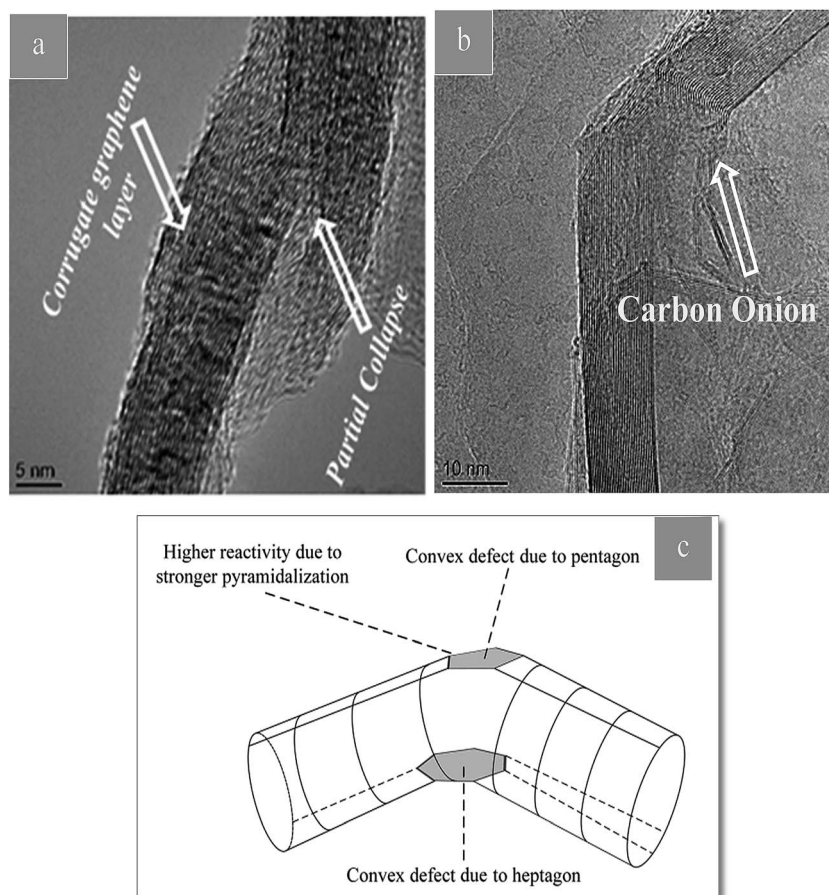 a
Corrugate graphene
layer
Partial Collapse
5 nm
b
Carbon Onion
10 nm
c
Higher reactivity due to
stronger pyramidalization
Convex defect due to pentagon
Convex defect due to heptagon